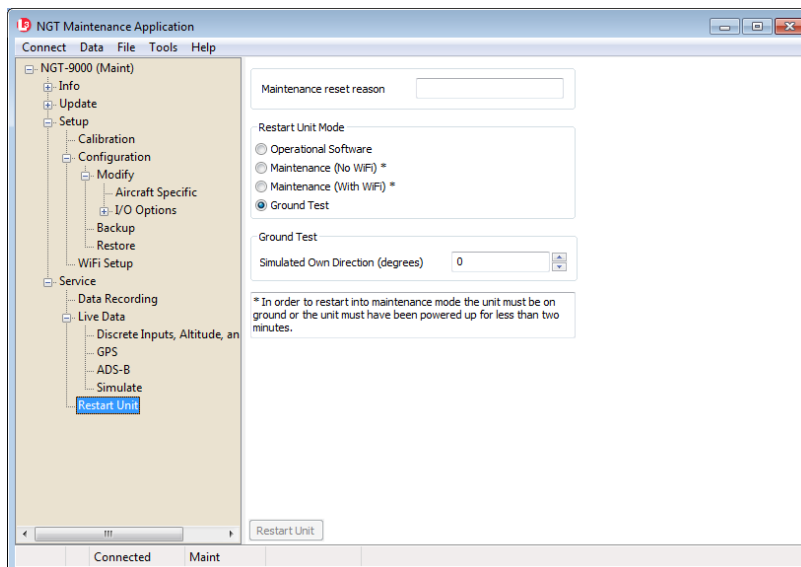 NGT Maintenance Application
Connect Data File Tools Help
NGT-9000 (Maint)
Info
Update
Setup
Calibration
Configuration
Modify
Aircraft Specific
I/O Options
Backup
Restore
WiFi Setup
Service
Data Recording
Live Data
Discrete Inputs, Altitude, an
GPS
ADS-B
Simulate
Restart Unit
Maintenance reset reason
Restart Unit Mode
Operational Software
Maintenance (No WiFi) *
Maintenance (With WiFi) *
Ground Test
Ground Test
Simulated Own Direction (degrees) 0
* In order to restart into maintenance mode the unit must be on
ground or the unit must have been powered up for less than two
minutes.
Restart Unit
Connected Maint